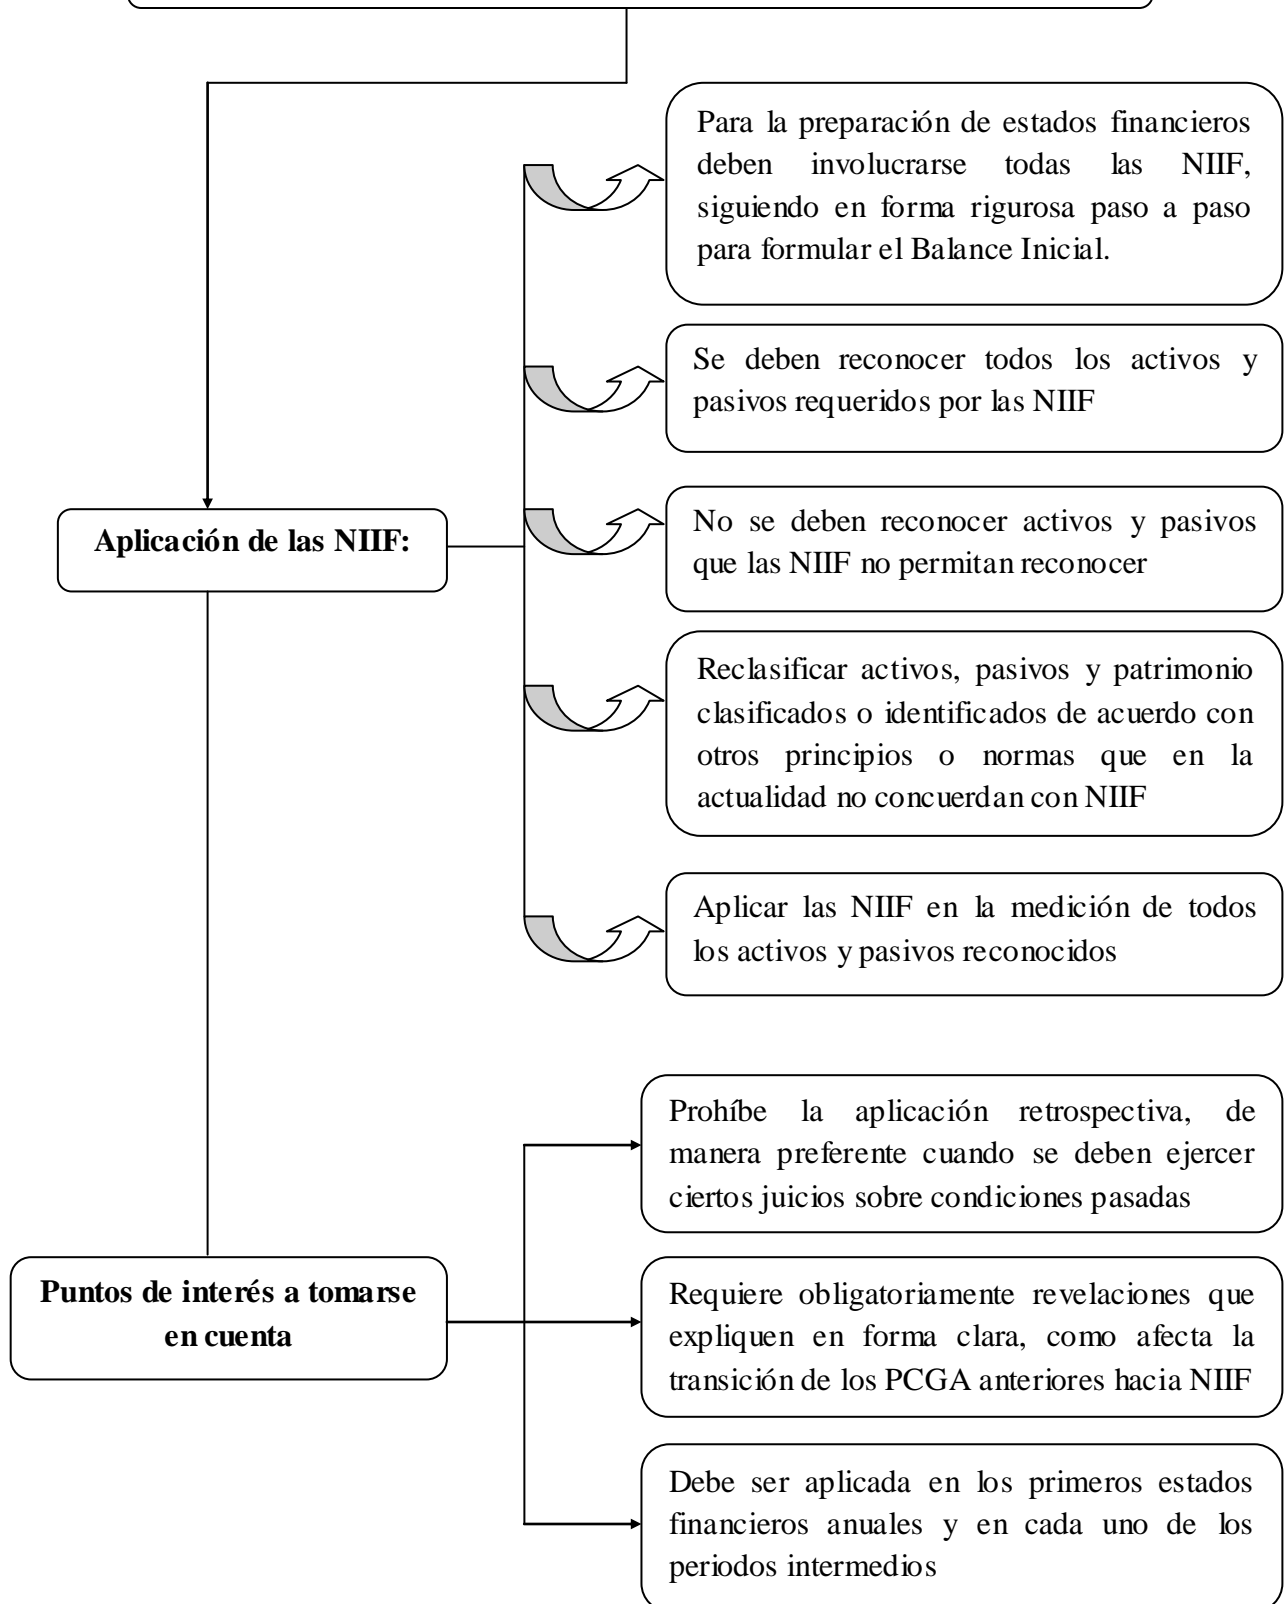 Para la preparación de estados financieros
deben involucrarse todas las NIIF,
siguiendo en forma rigurosa paso a paso
para formular el Balance Inicial.
Se deben reconocer todos los activos y
pasivos requeridos por las NIIF
Aplicación de las NIIF:
No se deben reconocer activos y pasivos
que las NIIF no permitan reconocer
Reclasificar activos, pasivos y patrimonio
clasificados o identificados de acuerdo con
otros principios o normas que en la
actualidad no concuerdan con NIIF
Aplicar las NIIF en la medición de todos
los activos y pasivos reconocidos
Puntos de interés a tomarse
en cuenta
Prohíbe la aplicación retrospectiva, de
manera preferente cuando se deben ejercer
ciertos juicios sobre condiciones pasadas
Requiere obligatoriamente revelaciones que
expliquen en forma clara, como afecta la
transición de los PCGA anteriores hacia NIIF
Debe ser aplicada en los primeros estados
financieros anuales y en cada uno de los
periodos intermedios